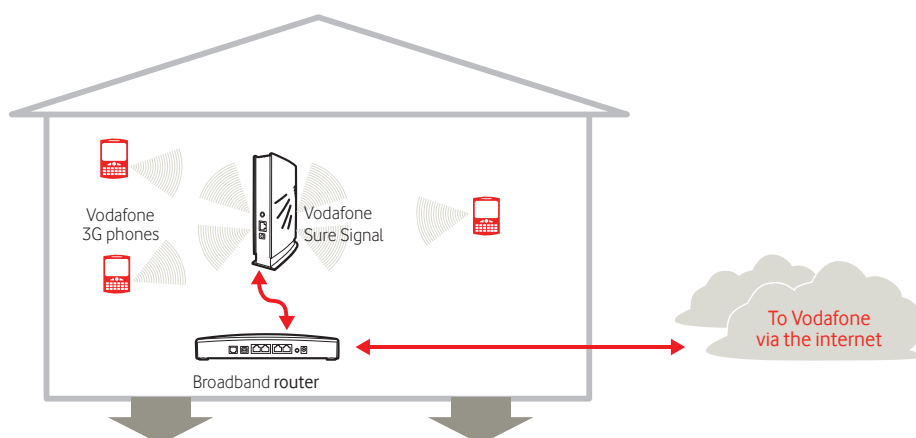 Vodafone
3G phones
Vodafone
Sure Signal
To Vodafone
via the internet
Broadband router